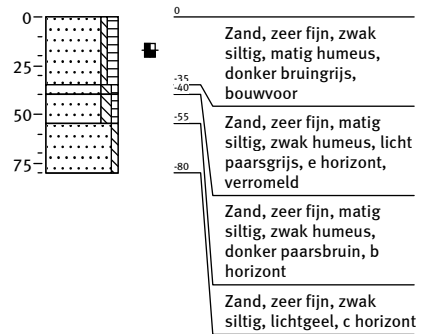 0
25
50
75
0
-35
-40
-55
-80
Zand, zeer fijn, zwak
siltig, matig humeus,
donker bruingrijs,
bouwvoor
Zand, zeer fijn, matig
siltig, zwak humeus, licht
paarsgrijs, e horizont,
verromeld
Zand, zeer fijn, matig
siltig, zwak humeus,
donker paarsbruin, b
horizont
Zand, zeer fijn, zwak
siltig, lichtgeel, c horizont